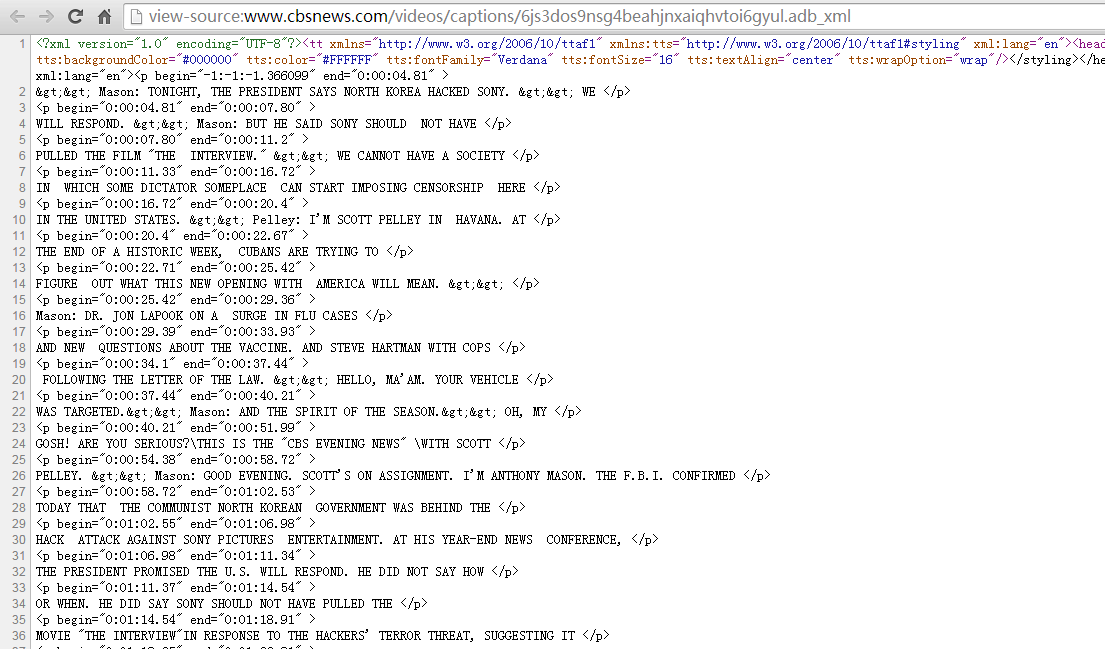 view-source:www.cbsnews.com/videos/captions/6js3dos9nsg4beahjnxaiqhvtoi6gyul.adb_xml
1 <?xml version="1.0" encoding="UTF-8"?><tt xmlns="http://www.w3.org/2006/10/ttaf1" xmlns:tts="http://www.w3.org/2006/10/ttaf1#styling" xml:lang="en"><head
tts:backgroundColor="#000000" tts:color="#FFFFFF" tts:fontFamily="Verdana" tts:fontSize="16" tts:textAlign="center" tts:wrapOption="wrap"/></styling></he
xml:lang="en"><p begin="-1:-1:-1.366099" end="0:00:04.81" >
2 &gt;&gt; Mason: TONIGHT, THE PRESIDENT SAYS NORTH KOREA HACKED SONY. &gt;&gt; WE </p>
3 <p begin="0:00:04.81" end="0:00:07.80" >
4 WILL RESPOND. &gt;&gt; Mason: BUT HE SAID SONY SHOULD  NOT HAVE </p>
5 <p begin="0:00:07.80" end="0:00:11.2" >
6 PULLED THE FILM "THE  INTERVIEW." &gt;&gt; WE CANNOT HAVE A SOCIETY </p>
7 <p begin="0:00:11.33" end="0:00:16.72" >
8 IN  WHICH SOME DICTATOR SOMEPLACE  CAN START IMPOSING CENSORSHIP  HERE </p>
9 <p begin="0:00:16.72" end="0:00:20.4" >
10 IN THE UNITED STATES. &gt;&gt; Pelley: I'M SCOTT PELLEY IN  HAVANA. AT </p>
11 <p begin="0:00:20.4" end="0:00:22.67" >
12 THE END OF A HISTORIC WEEK,  CUBANS ARE TRYING TO </p>
13 <p begin="0:00:22.71" end="0:00:25.42" >
14 FIGURE  OUT WHAT THIS NEW OPENING WITH  AMERICA WILL MEAN. &gt;&gt; </p>
15 <p begin="0:00:25.42" end="0:00:29.36" >
16 Mason: DR. JON LAPOOK ON A  SURGE IN FLU CASES </p>
17 <p begin="0:00:29.39" end="0:00:33.93" >
18 AND NEW  QUESTIONS ABOUT THE VACCINE. AND STEVE HARTMAN WITH COPS </p>
19 <p begin="0:00:34.1" end="0:00:37.44" >
20  FOLLOWING THE LETTER OF THE LAW. &gt;&gt; HELLO, MA'AM. YOUR VEHICLE </p>
21 <p begin="0:00:37.44" end="0:00:40.21" >
22 WAS TARGETED.&gt;&gt; Mason: AND THE SPIRIT OF THE SEASON.&gt;&gt; OH, MY </p>
23 <p begin="0:00:40.21" end="0:00:51.99" >
24 GOSH! ARE YOU SERIOUS?\THIS IS THE "CBS EVENING NEWS" \WITH SCOTT </p>
25 <p begin="0:00:54.38" end="0:00:58.72" >
26 PELLEY. &gt;&gt; Mason: GOOD EVENING. SCOTT'S ON ASSIGNMENT. I'M ANTHONY MASON. THE F.B.I. CONFIRMED </p>
27 <p begin="0:00:58.72" end="0:01:02.53" >
28 TODAY THAT  THE COMMUNIST NORTH KOREAN  GOVERNMENT WAS BEHIND THE </p>
29 <p begin="0:01:02.55" end="0:01:06.98" >
30 HACK  ATTACK AGAINST SONY PICTURES  ENTERTAINMENT. AT HIS YEAR-END NEWS  CONFERENCE, </p>
31 <p begin="0:01:06.98" end="0:01:11.34" >
32 THE PRESIDENT PROMISED THE U.S. WILL RESPOND. HE DID NOT SAY HOW </p>
33 <p begin="0:01:11.37" end="0:01:14.54" >
34 OR WHEN. HE DID SAY SONY SHOULD NOT HAVE PULLED THE </p>
35 <p begin="0:01:14.54" end="0:01:18.91" >
36 MOVIE "THE INTERVIEW"IN RESPONSE TO THE HACKERS' TERROR THREAT, SUGGESTING IT </p>